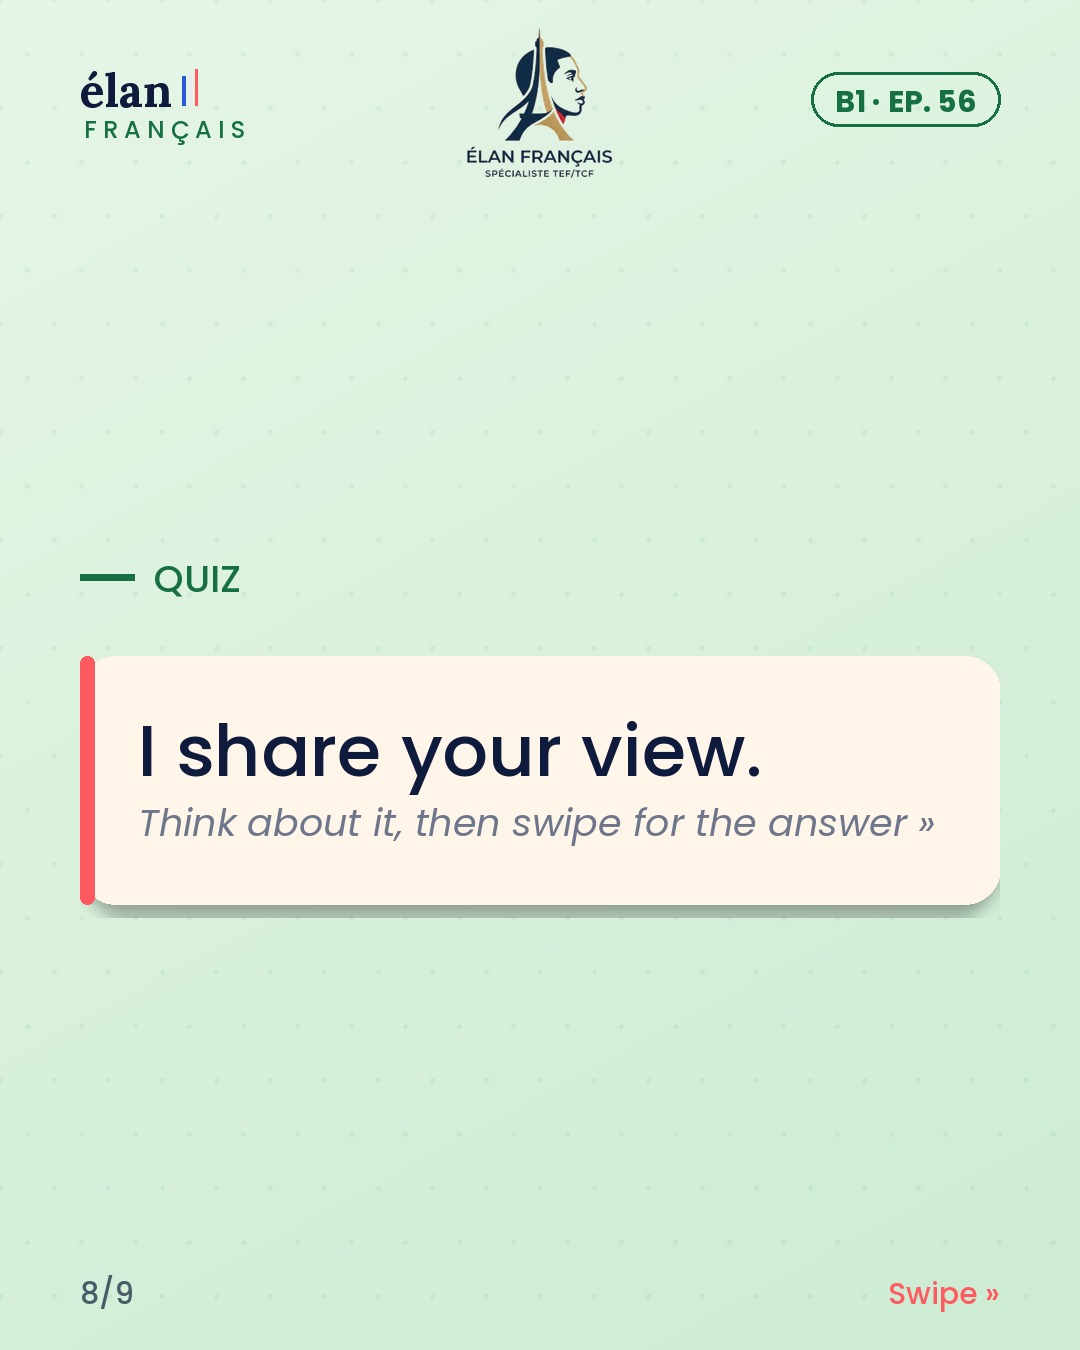 élan
FRANÇAIS
ÉLAN FRANÇAIS
SPÉCIALISTE TEF/TCF
B1 · EP. 56
QUIZ
I share your view.
Think about it, then swipe for the answer »
8/9
Swipe »